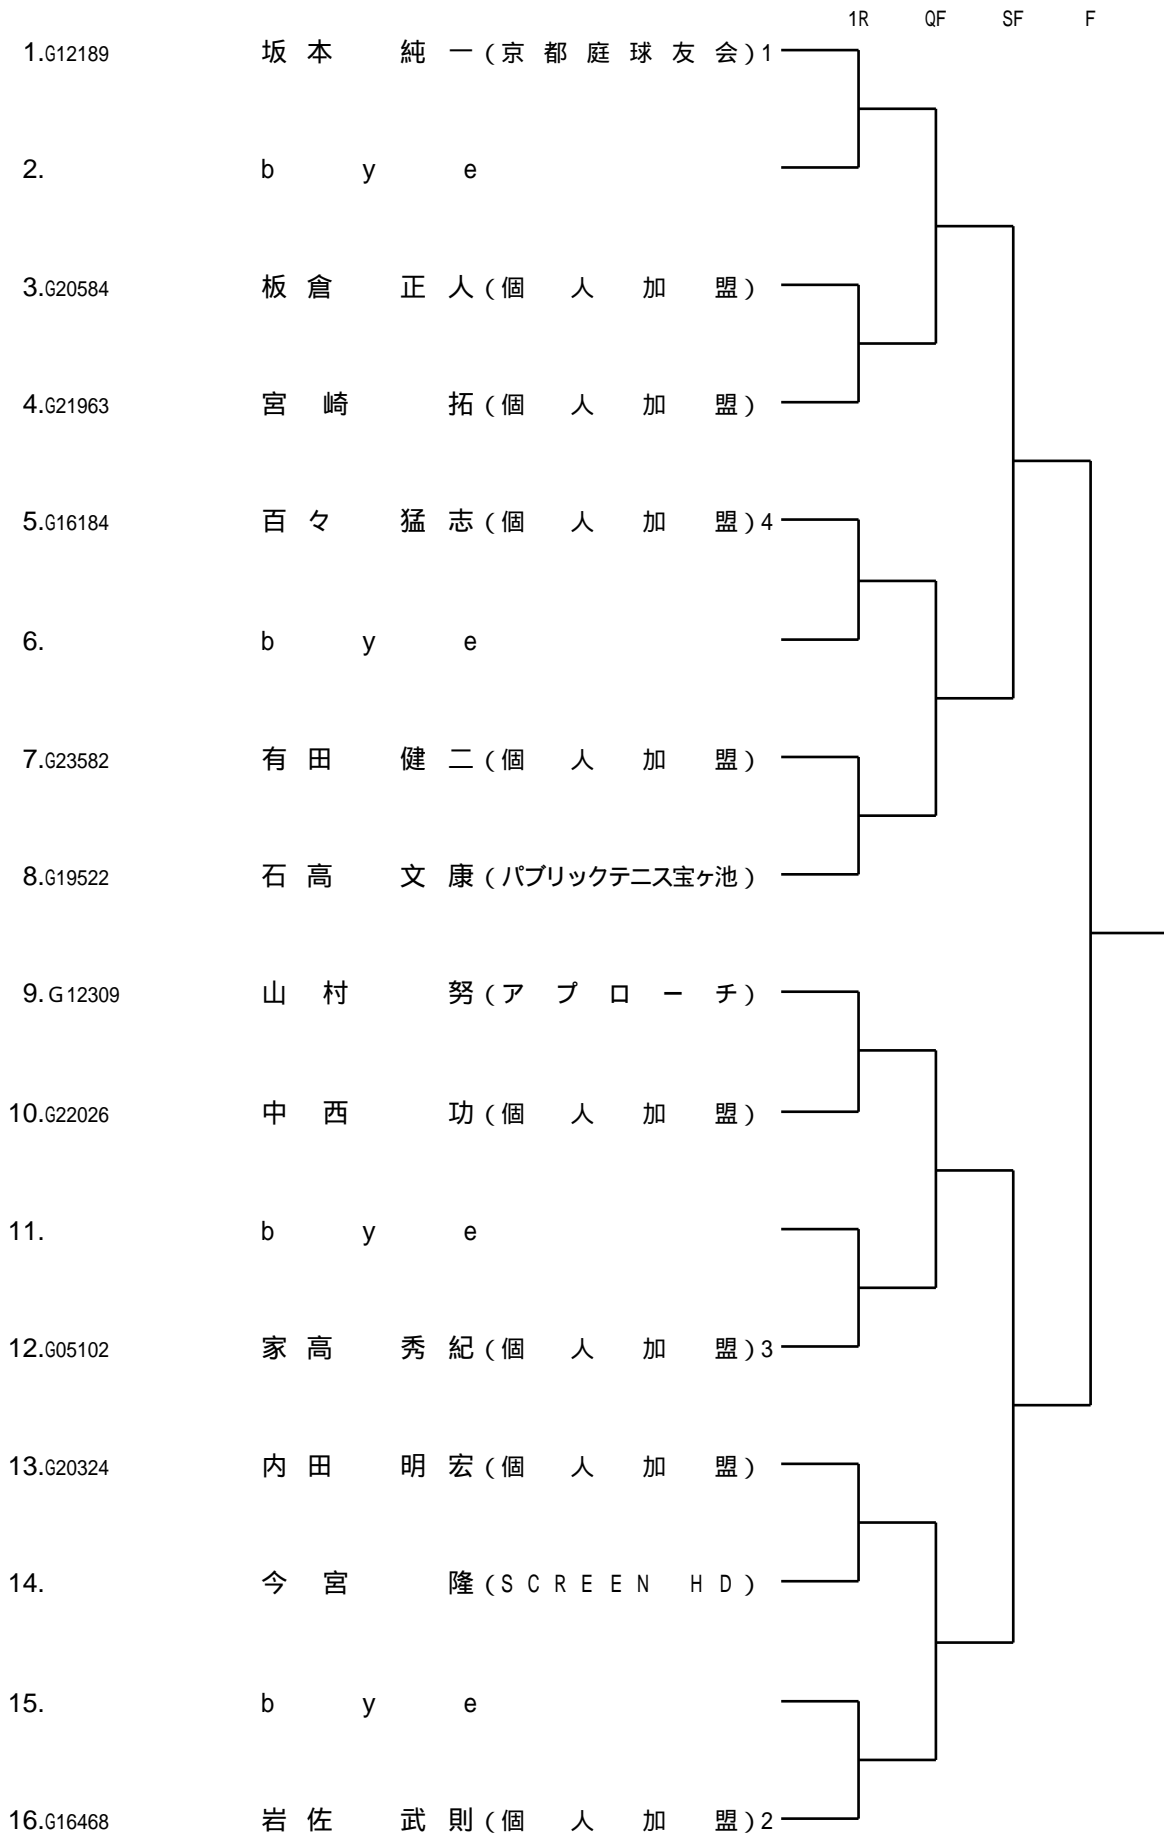 1R QF SF F
1.G12189 坂本 純一(京都庭球友会)1
2. bye
3.G20584 板倉 正人(個人加盟)
4.G21963 宮崎 拓(個人加盟)
5.G16184 百々 猛志(個人加盟)4
6. bye
7.G23582 有田 健二(個人加盟)
8.G19522 石高 文康(パブリックテニス宝ヶ池)
9.G12309 山村 努(アプローチ)
10.G22026 中西 功(個人加盟)
11. bye
12.G05102 家高 秀紀(個人加盟)3
13.G20324 内田 明宏(個人加盟)
14. 今宮 隆(SCREEN HD)
15. bye
16.G16468 岩佐 武則(個人加盟)2